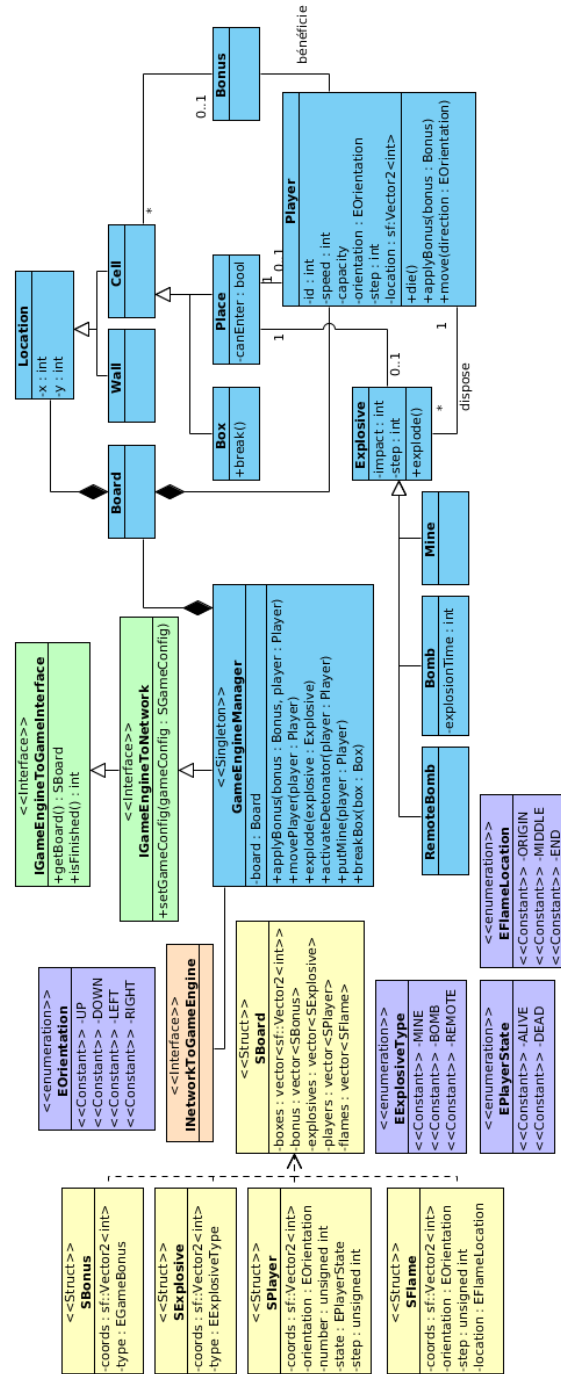 <<Struct>>
SBonus
-coords : sf::Vector2<int>
-type : EGameBonus
<<Struct>>
SExplosive
-coords : sf::Vector2<int>
-type : EExplosiveType
<<Struct>>
SPlayer
-coords : sf::Vector2<int>
-orientation : EOrientation
-number : unsigned int
-state : EPlayerState
-step : unsigned int
<<Struct>>
SFlame
-coords : sf::Vector2<int>
-orientation : EOrientation
-step : unsigned int
-location : EFlameLocation
<<enumeration>>
EOrientation
<<Constant>> -UP
<<Constant>> -DOWN
<<Constant>> -LEFT
<<Constant>> -RIGHT
<<Interface>>
INetworkToGameEngine
<<Struct>>
SBoard
-boxes : vector<sf::Vector2<int>>
-bonus : vector<SBonus>
-explosives : vector<SExplosive>
-players : vector<SPlayer>
-flames : vector<SFlame>
<<enumeration>>
EExplosiveType
<<Constant>> -MINE
<<Constant>> -BOMB
<<Constant>> -REMOTE
<<enumeration>>
EPlayerState
<<Constant>> -ALIVE
<<Constant>> -DEAD
<<enumeration>>
EFlameLocation
<<Constant>> -ORIGIN
<<Constant>> -MIDDLE
<<Constant>> -END
<<Interface>>
IGameEngineToGameInterface
+getBoard() : SBoard
+isFinished() : int
<<Interface>>
IGameEngineToNetwork
+setGameConfig(gameConfig : SGameConfig)
<<Singleton>>
GameEngineManager
-board : Board
+applyBonus(bonus : Bonus, player : Player)
+movePlayer(player : Player)
+explode(explosive : Explosive)
+activateDetonator(player : Player)
+putMine(player : Player)
+breakBox(box : Box)
RemoteBomb
Bomb
-explosionTime : int
Mine
Location
-x : int
-y : int
Board
Wall
Cell
*
Box
+break()
Place
-canEnter : bool
0..1
Bonus
1
1
0..1
bénéficie
Explosive
-impact : int
-step : int
+explode()
0..1
*
dispose
1
Player
-id : int
-speed : int
-capacity
-orientation : EOrientation
-step : int
-location : sf:Vector2<int>
+die()
+applyBonus(bonus : Bonus)
+move(direction : EOrientation)